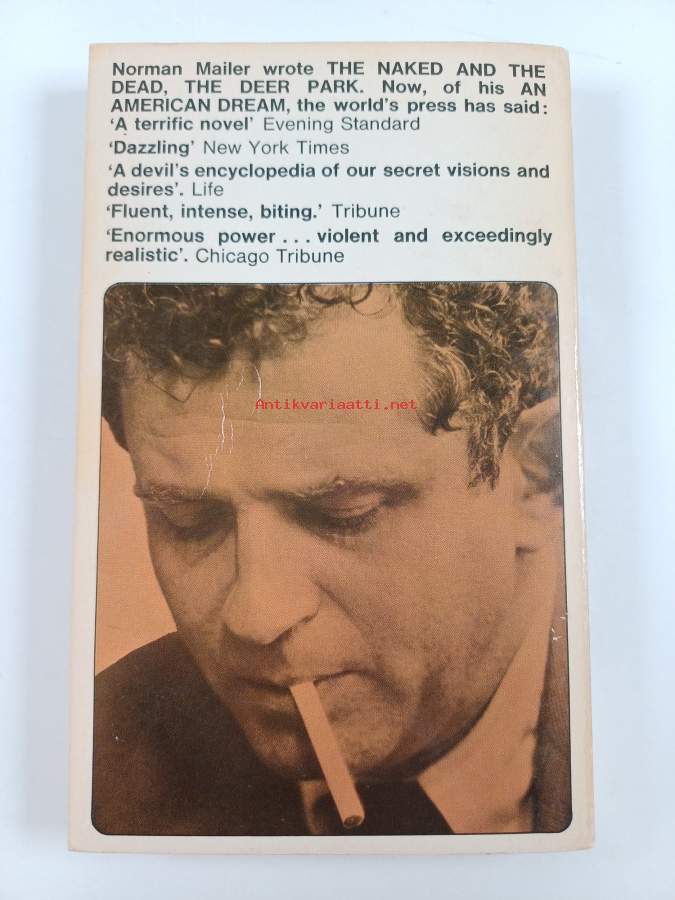 Norman Mailer wrote THE NAKED AND THE
DEAD, THE DEER PARK. Now, of his AN
AMERICAN DREAM, the world's press has said:
'A terrific novel' Evening Standard
'Dazzling' New York Times
'A devil's encyclopedia of our secret visions and
desires'. Life
'Fluent, intense, biting.' Tribune
'Enormous power... violent and exceedingly
realistic'. Chicago Tribune
Antikvariaatti.net